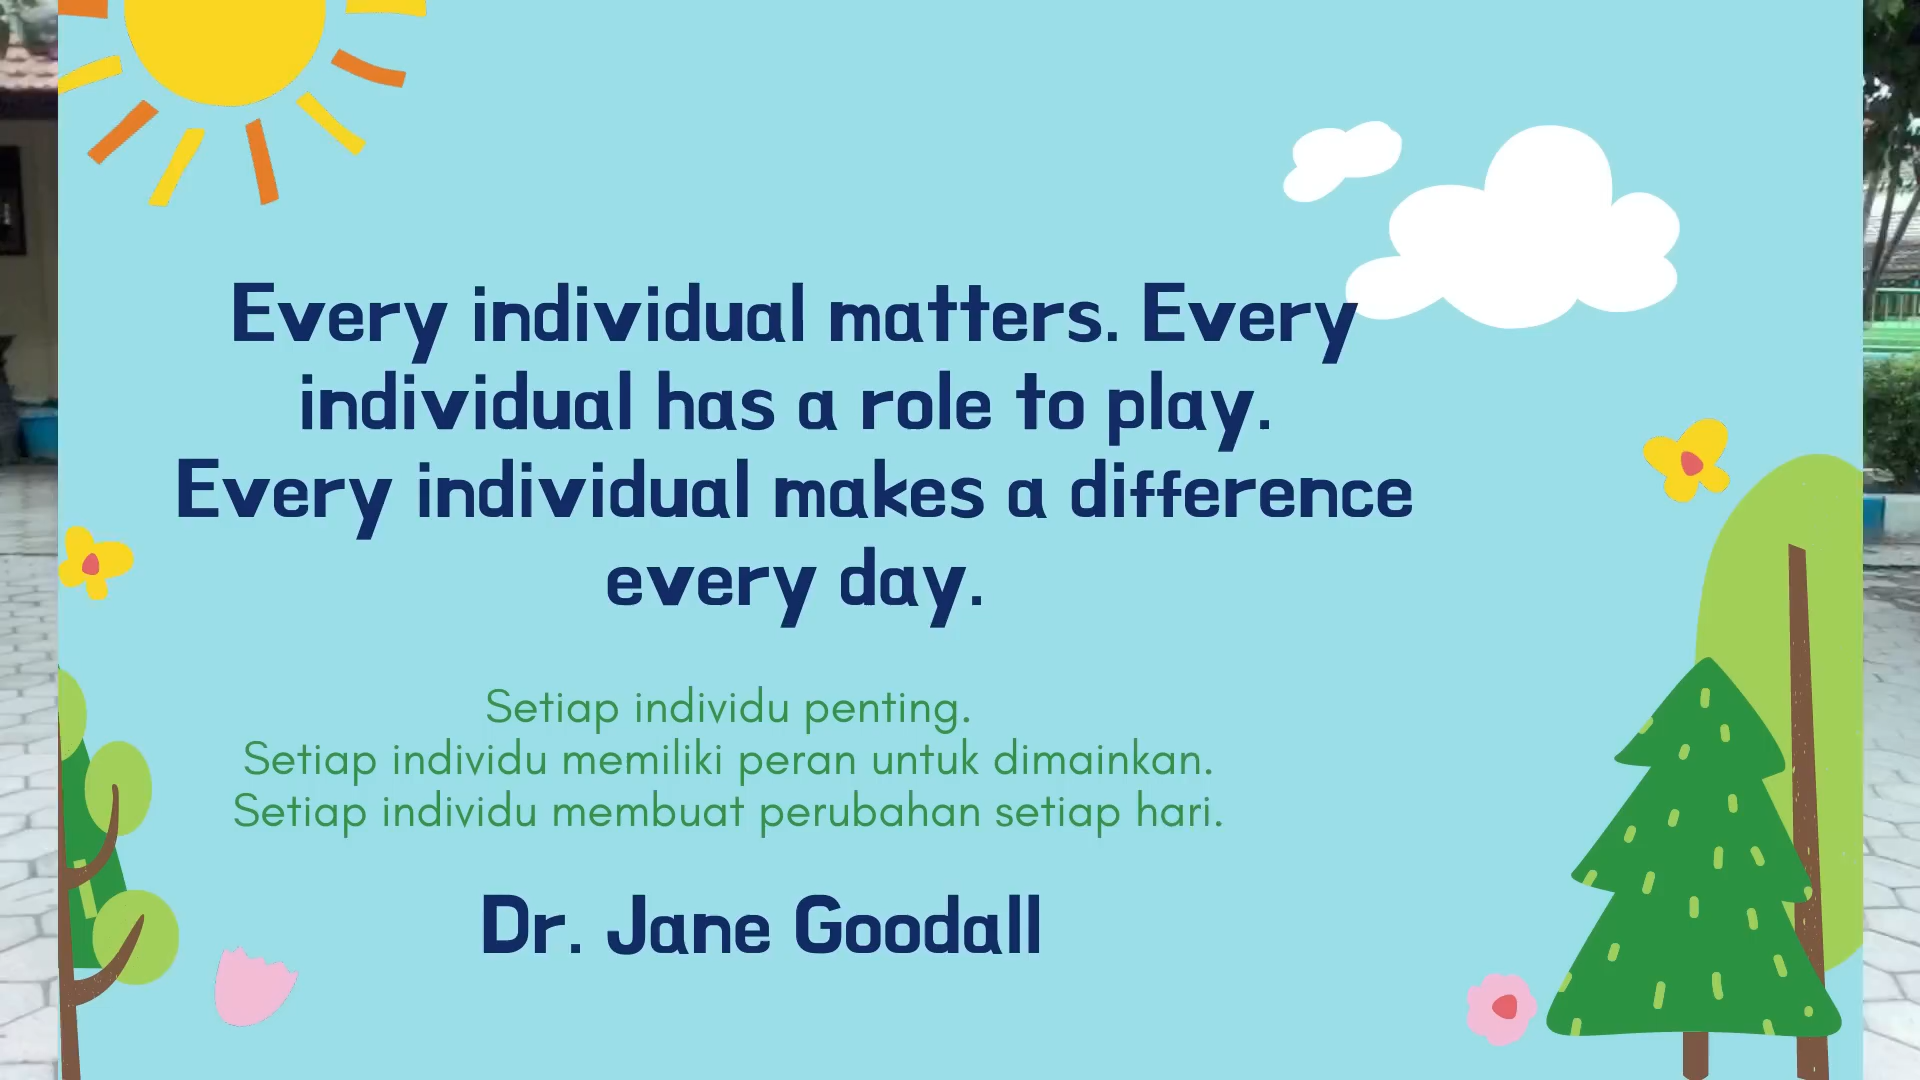 Every individual matters. Every
individual has a role to play.
Every individual makes a difference
every day.
Setiap individu penting.
Setiap individu memiliki peran untuk dimainkan.
Setiap individu membuat perubahan setiap hari.
Dr. Jane Goodall